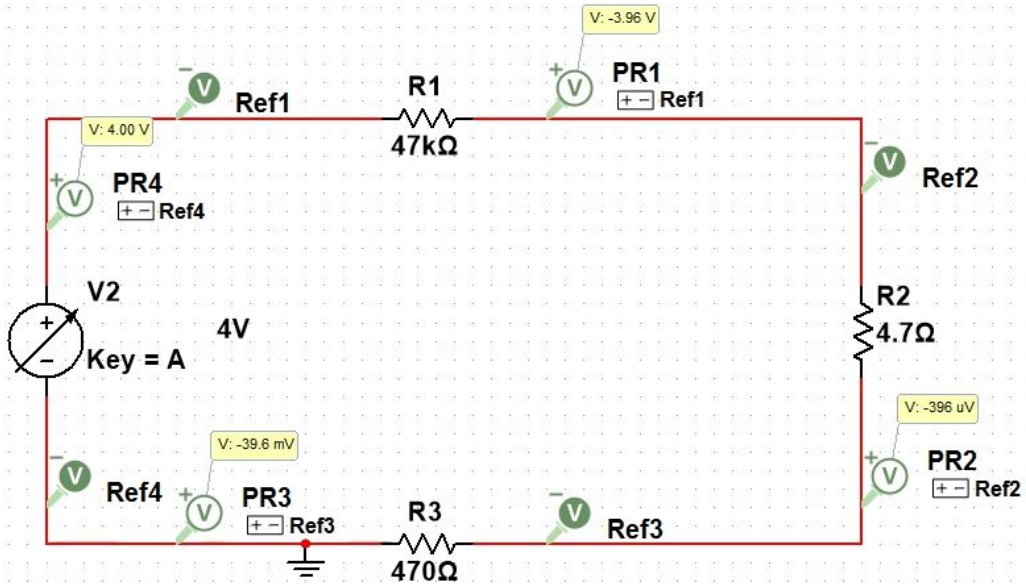 V: -3.96 V
R1
PR1
+ - Ref1
Ref1
47kΩ
V: 4.00 V
PR4
+ - Ref4
Ref2
V2
R2
4V
4.7Ω
Key = A
V: -396 uV
V: -39.6 mV
PR2
+ - Ref2
Ref4
PR3
+ - Ref3
R3
Ref3
470Ω